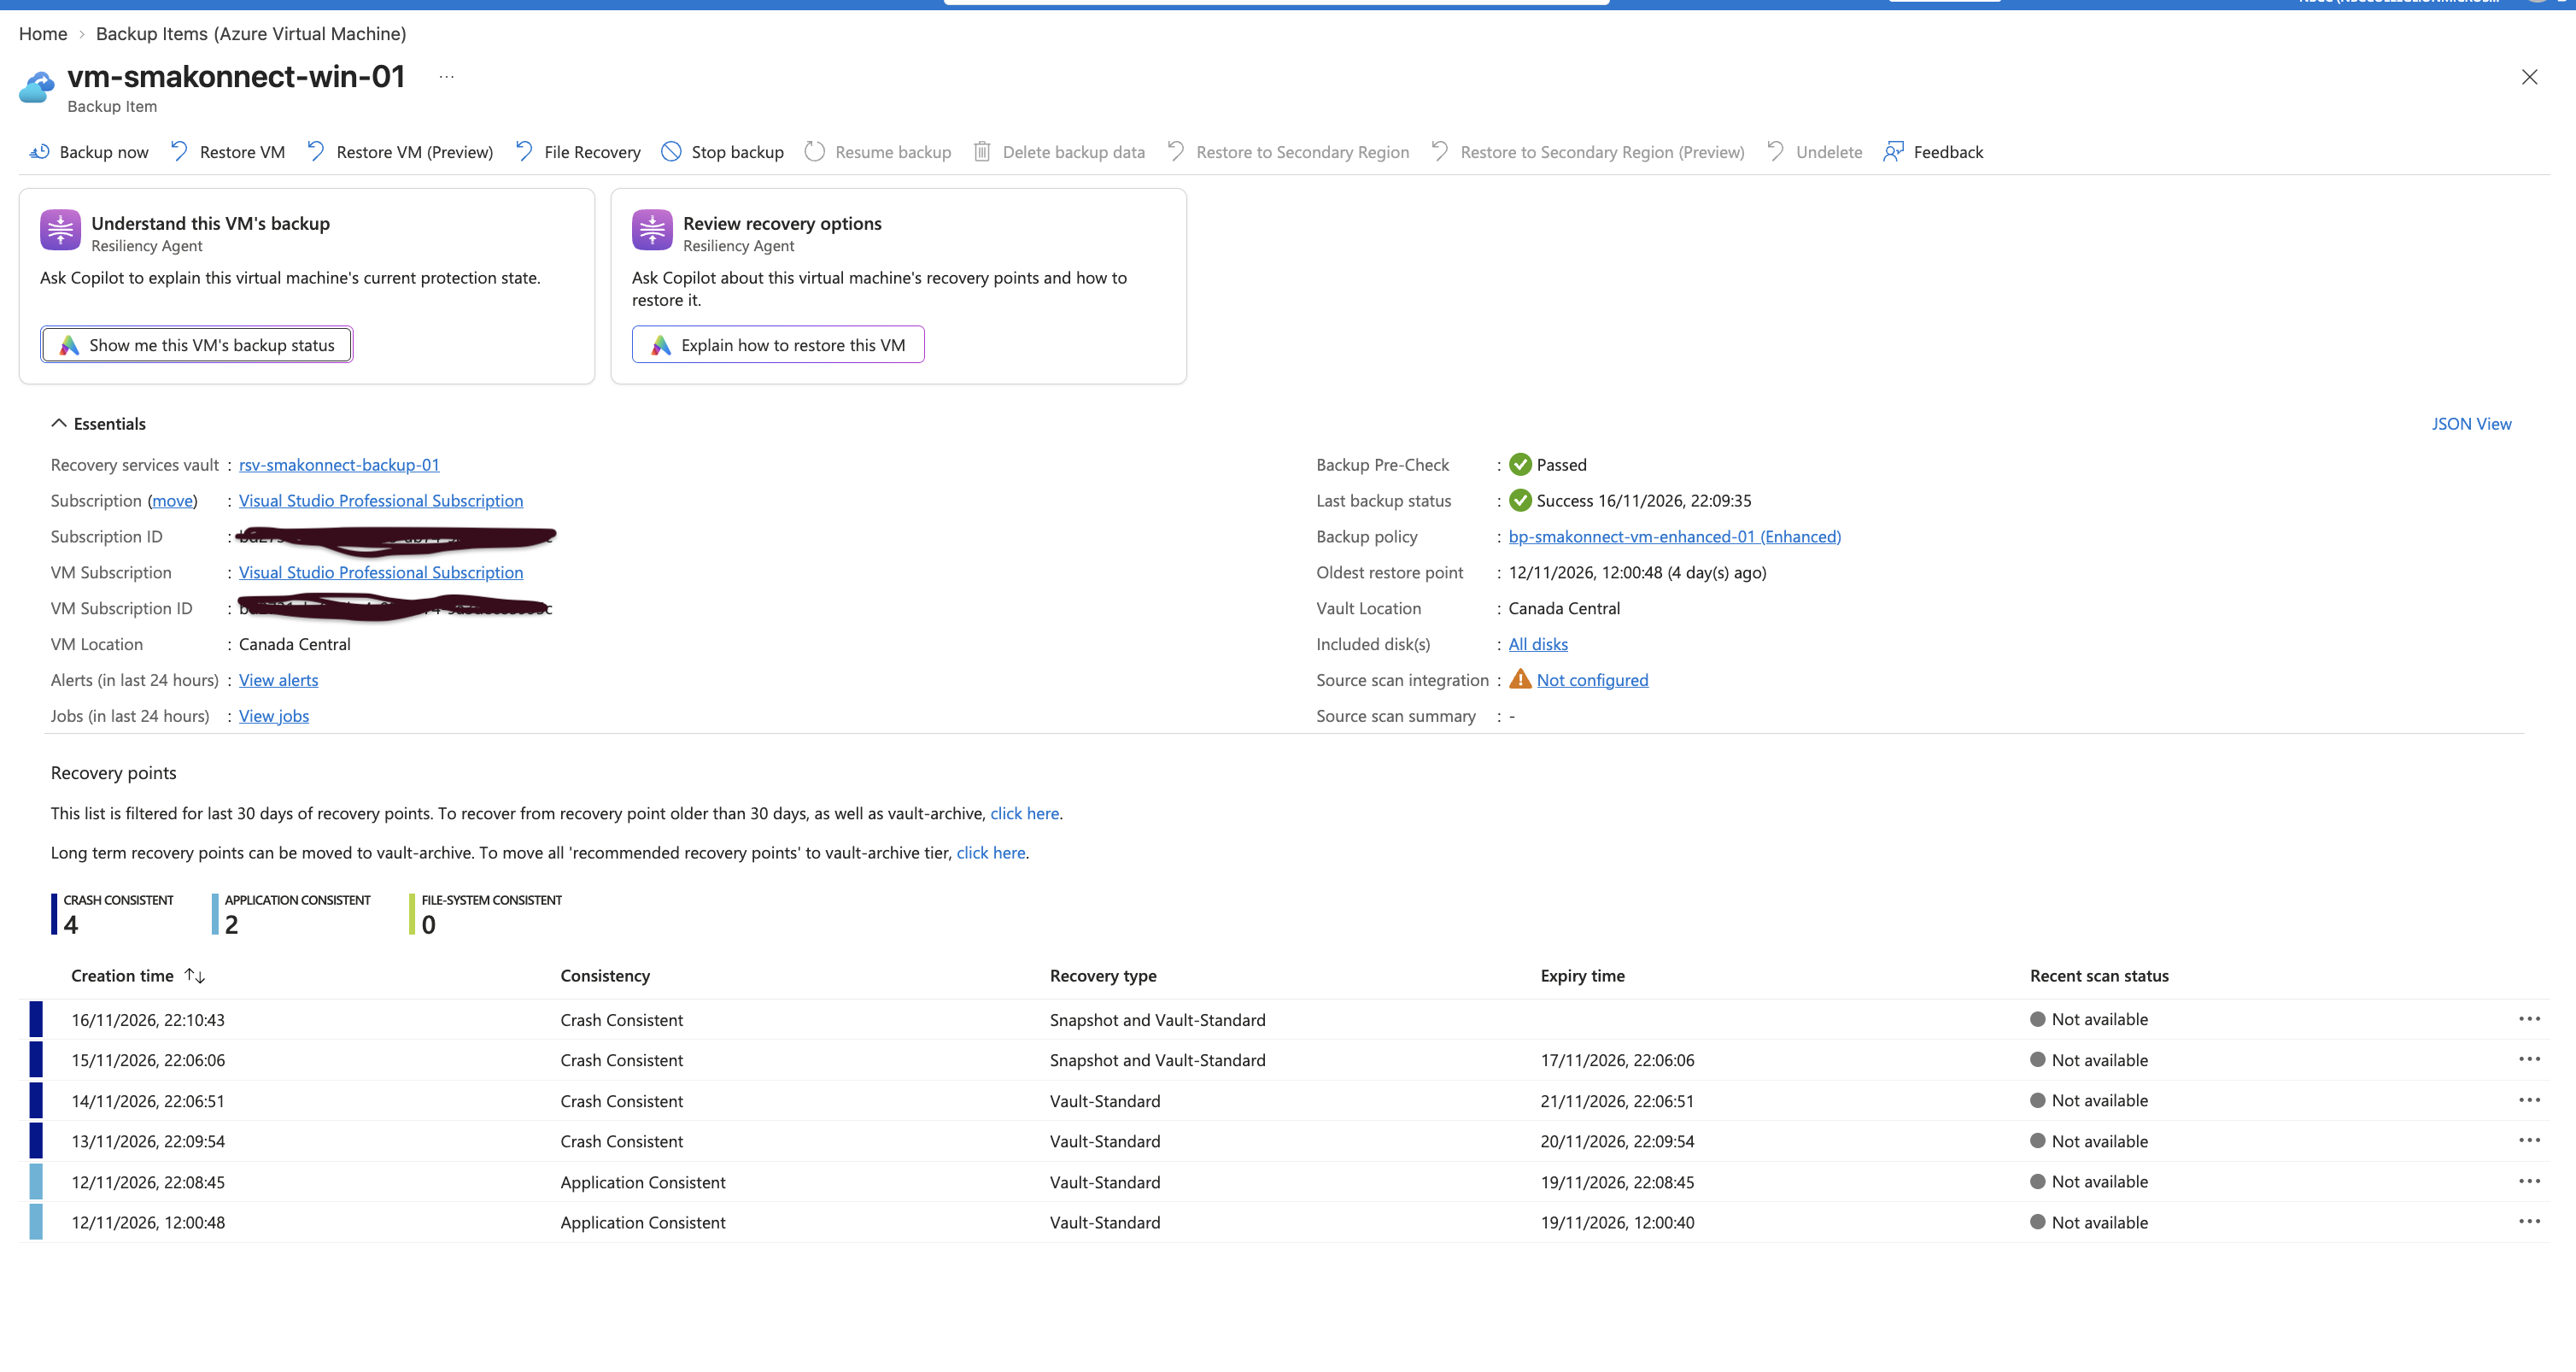 Home > Backup Items (Azure Virtual Machine)
vm-smakonnect-win-01 ...
Backup Item
Backup now Restore VM Restore VM (Preview) File Recovery Stop backup Resume backup Delete backup data Restore to Secondary Region Restore to Secondary Region (Preview) Undelete Feedback
Understand this VM's backup
Resiliency Agent
Ask Copilot to explain this virtual machine's current protection state.
Show me this VM's backup status
Review recovery options
Resiliency Agent
Ask Copilot about this virtual machine's recovery points and how to
restore it.
Explain how to restore this VM
Essentials
JSON View
Recovery services vault : rsv-smakonnect-backup-01
Subscription (move) : Visual Studio Professional Subscription
Subscription ID :
VM Subscription : Visual Studio Professional Subscription
VM Subscription ID :
VM Location : Canada Central
Alerts (in last 24 hours) : View alerts
Jobs (in last 24 hours) : View jobs
Backup Pre-Check : Passed
Last backup status : Success 16/11/2026, 22:09:35
Backup policy : bp-smakonnect-vm-enhanced-01 (Enhanced)
Oldest restore point : 12/11/2026, 12:00:48 (4 day(s) ago)
Vault Location : Canada Central
Included disk(s) : All disks
Source scan integration : Not configured
Source scan summary : -
Recovery points
This list is filtered for last 30 days of recovery points. To recover from recovery point older than 30 days, as well as vault-archive, click here.
Long term recovery points can be moved to vault-archive. To move all 'recommended recovery points' to vault-archive tier, click here.
CRASH CONSISTENT
4
APPLICATION CONSISTENT
2
FILE-SYSTEM CONSISTENT
0
Creation time Consistency Recovery type Expiry time Recent scan status
16/11/2026, 22:10:43 Crash Consistent Snapshot and Vault-Standard Not available
15/11/2026, 22:06:06 Crash Consistent Snapshot and Vault-Standard 17/11/2026, 22:06:06 Not available
14/11/2026, 22:06:51 Crash Consistent Vault-Standard 21/11/2026, 22:06:51 Not available
13/11/2026, 22:09:54 Crash Consistent Vault-Standard 20/11/2026, 22:09:54 Not available
12/11/2026, 22:08:45 Application Consistent Vault-Standard 19/11/2026, 22:08:45 Not available
12/11/2026, 12:00:48 Application Consistent Vault-Standard 19/11/2026, 12:00:40 Not available